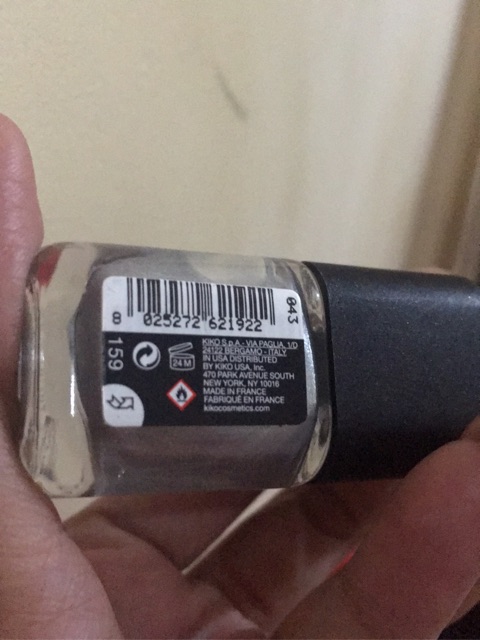 8 025272 621922
043
159
24 M
KIKO S.p.A. - VIA PAGLIA, 1/D
24122 BERGAMO - ITALY
IN USA DISTRIBUTED
BY KIKO USA, Inc.
470 PARK AVENUE SOUTH
NEW YORK, NY 10016
MADE IN FRANCE
FABRIQUÉ EN FRANCE
kikocosmetics.com